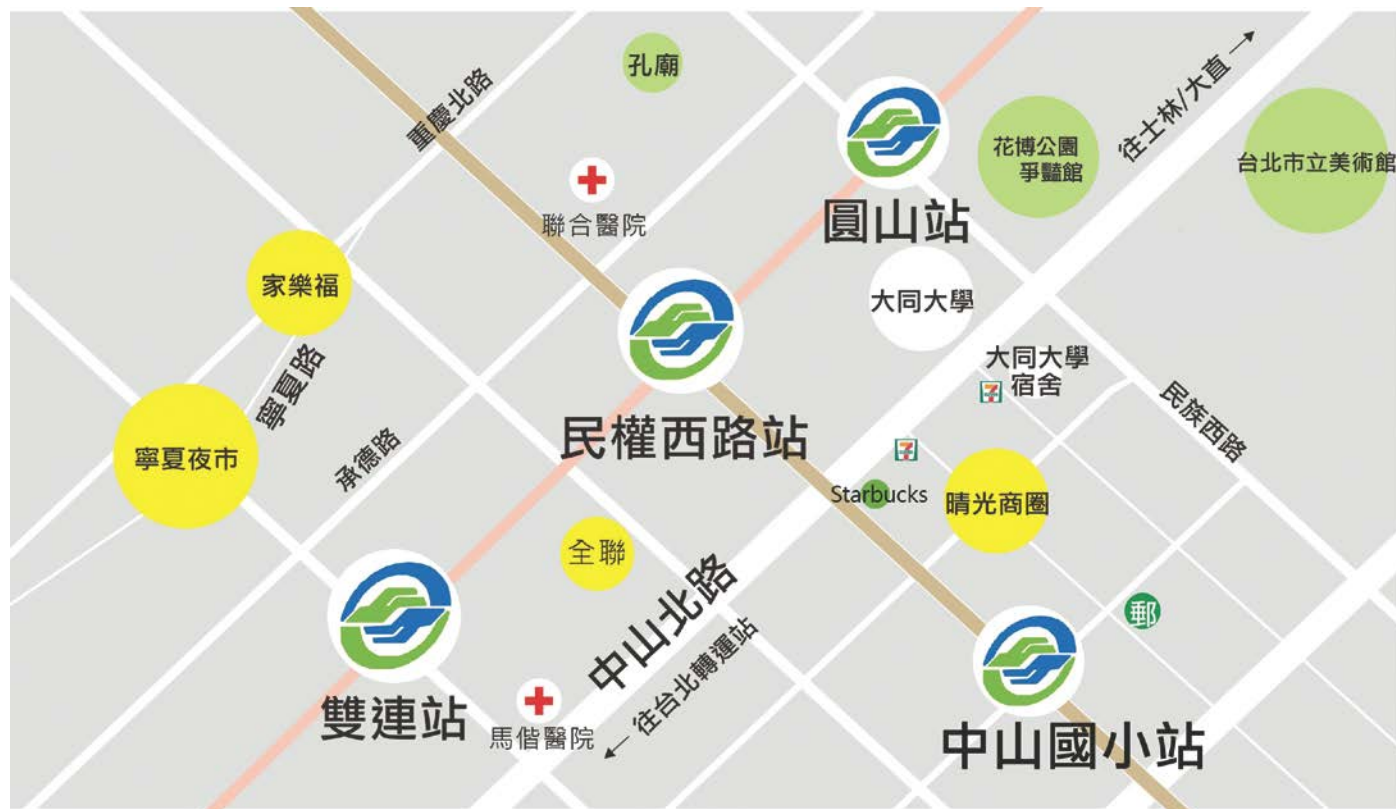 孔廟
重慶北路
往士林/大直
花博公園
爭豔館
台北市立美術館
聯合醫院
圓山站
家樂福
大同大學
寧夏路
大同大學
宿舍
7
民族西路
民權西路站
寧夏夜市
承德路
7
Starbucks
晴光商圈
全聯
中山北路
郵
往台北轉運站
雙連站
馬偕醫院
中山國小站